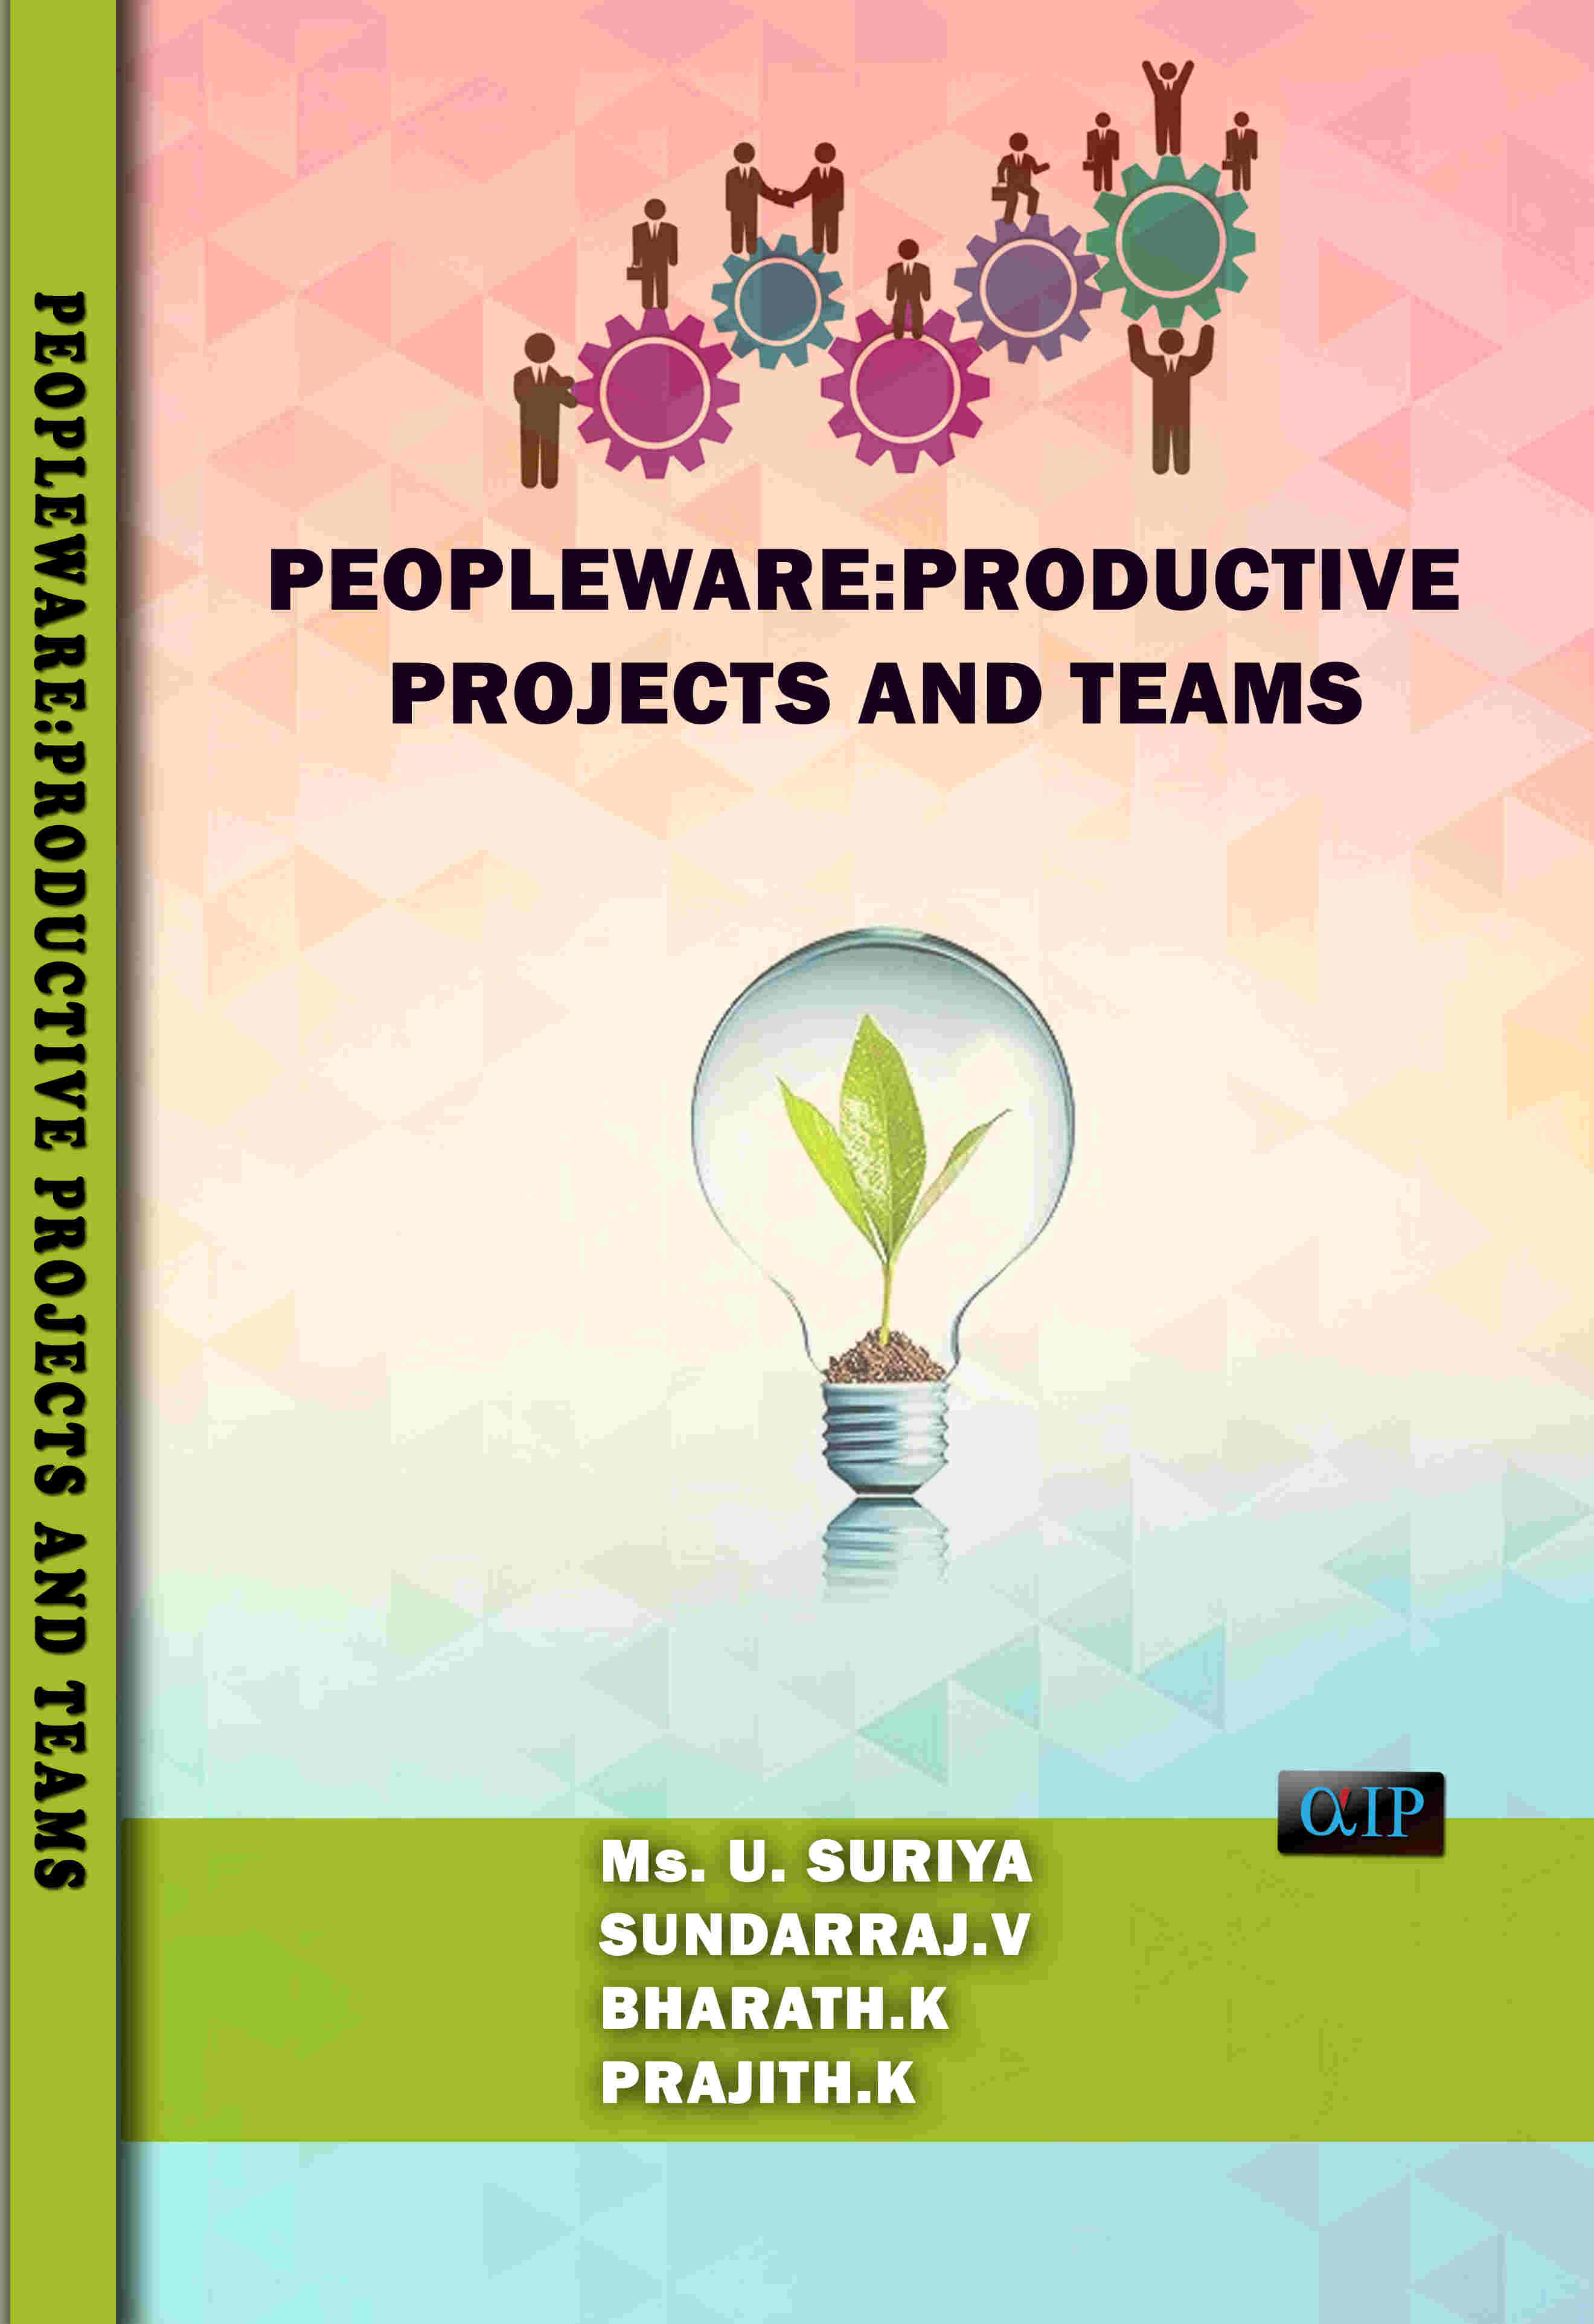 PEOPLEWARE:PRODUCTIVE PROJECTS AND TEAMS
PEOPLEWARE:PRODUCTIVE
PROJECTS AND TEAMS
αIP
Ms. U. SURIYA
SUNDARRAJ.V
BHARATH.K
PRAJITH.K